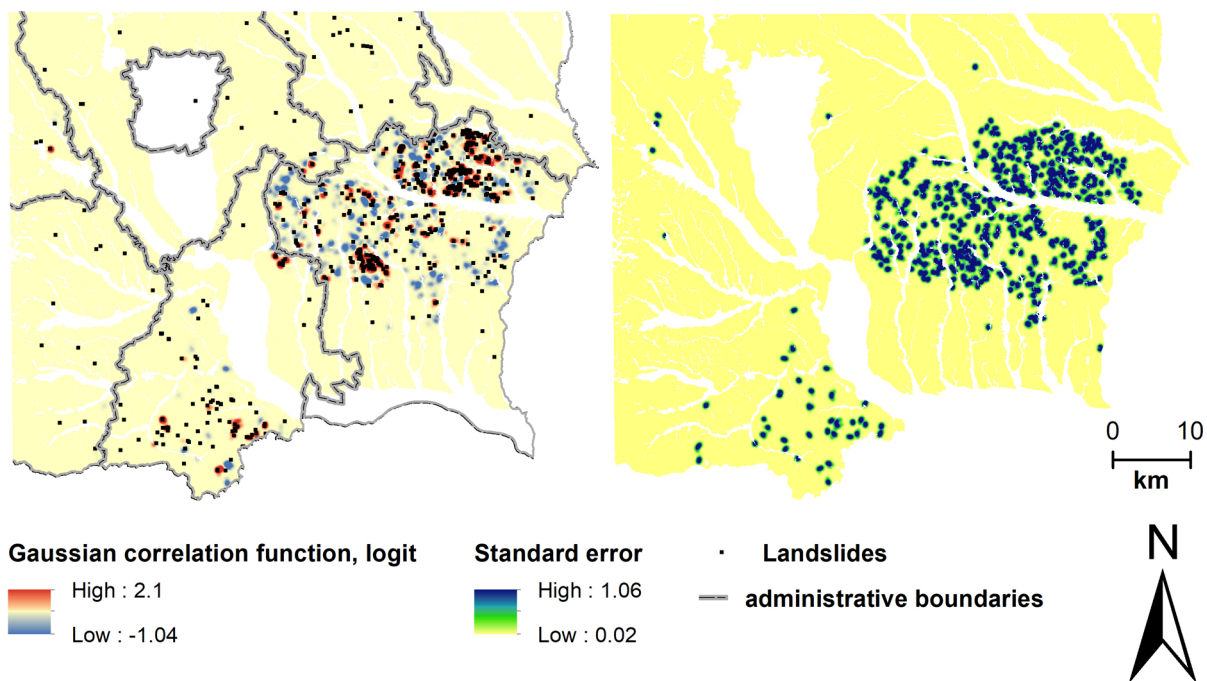 0 10
km
Gaussian correlation function, logit
High : 2.1
Low : -1.04
Standard error
High : 1.06
Low : 0.02
Landslides
administrative boundaries
N